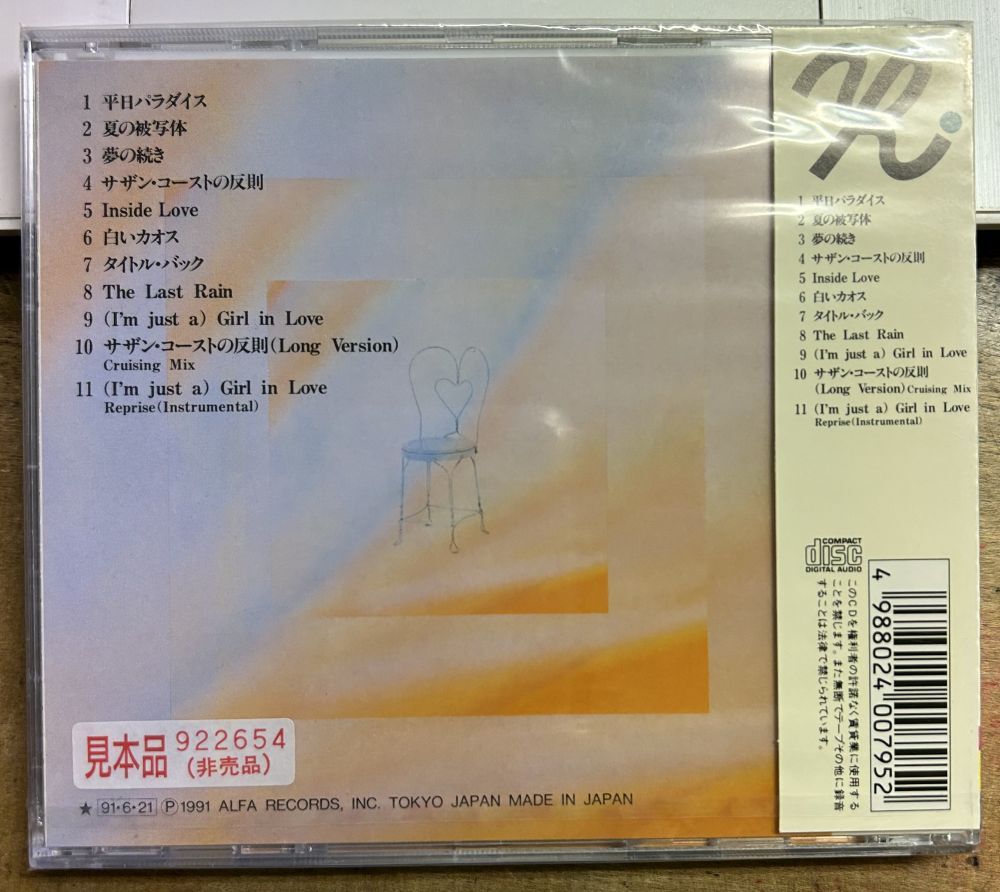 1 平日パラダイス
2 夏の被写体
3 夢の続き
4 サザン・コーストの反則
5 Inside Love
6 白いカオス
7 タイトル・バック
8 The Last Rain
9 (I'm just a) Girl in Love
10 サザン・コーストの反則(Long Version)
Cruising Mix
11 (I'm just a) Girl in Love
Reprise(Instrumental)
見本品 922654
(非売品)
★ 91・6・21 Ⓟ1991 ALFA RECORDS, INC. TOKYO JAPAN MADE IN JAPAN
1 平日パラダイス
2 夏の被写体
3 夢の続き
4 サザン・コーストの反則
5 Inside Love
6 白いカオス
7 タイトル・バック
8 The Last Rain
9 (I'm just a) Girl in Love
10 サザン・コーストの反則
(Long Version) Cruising Mix
11 (I'm just a) Girl in Love
Reprise(Instrumental)
COMPACT
disc
DIGITAL AUDIO
このCDを権利者の許諾なく賃貸業に使用する
ことを禁じます。また無断でテープその他に録音
することは法律で禁じられています。
4 988024 007952